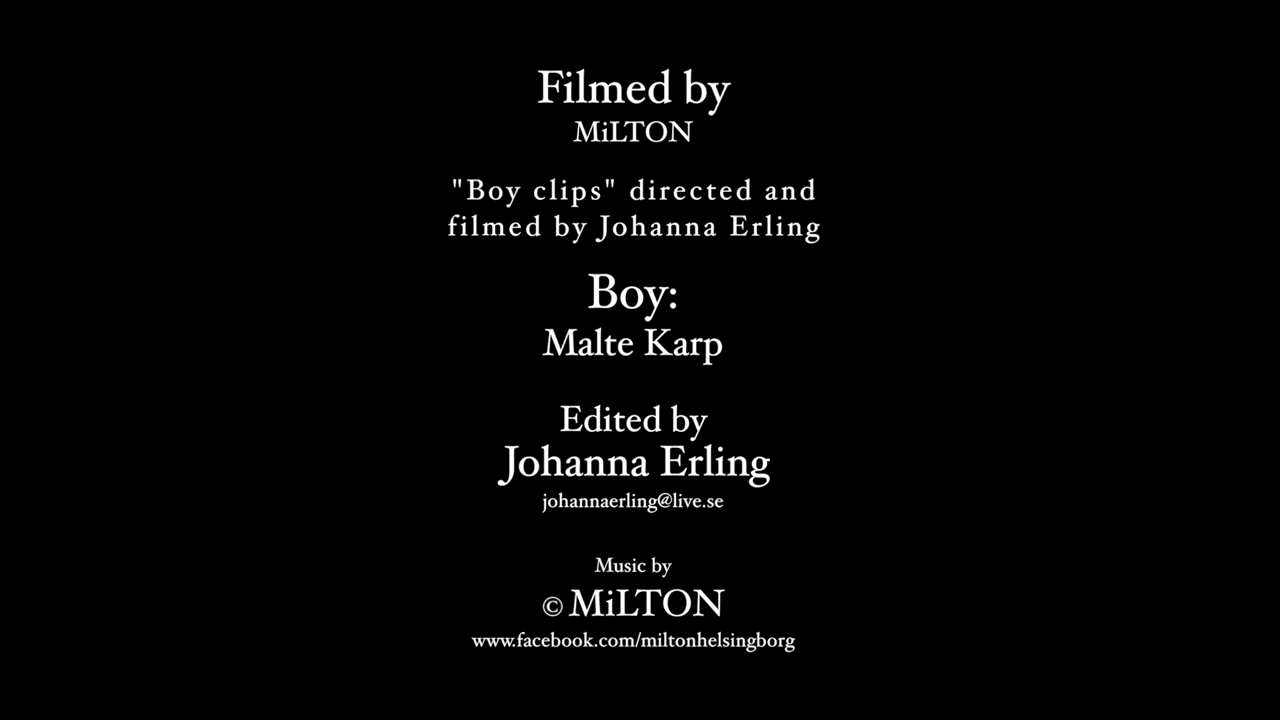 Filmed by
MiLTON
"Boy clips" directed and
filmed by Johanna Erling
Boy:
Malte Karp
Edited by
Johanna Erling
johannaerling@live.se
Music by
© MiLTON
www.facebook.com/miltonhelsingborg